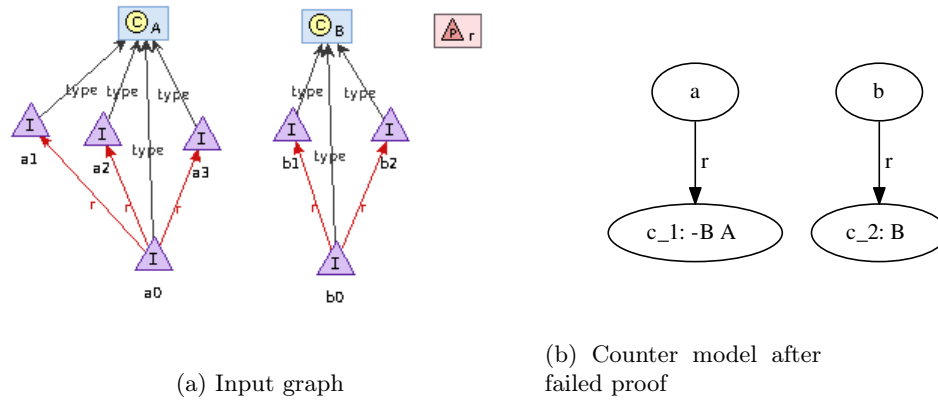 C A
C B
P r
type type type
type
type type
type
I I I
a1 a2 a3
I I
b1 b2
r r r
r r
I
a0
I
b0
a
b
r
r
c_1: -B A
c_2: B
(a) Input graph
(b) Counter model after
failed proof